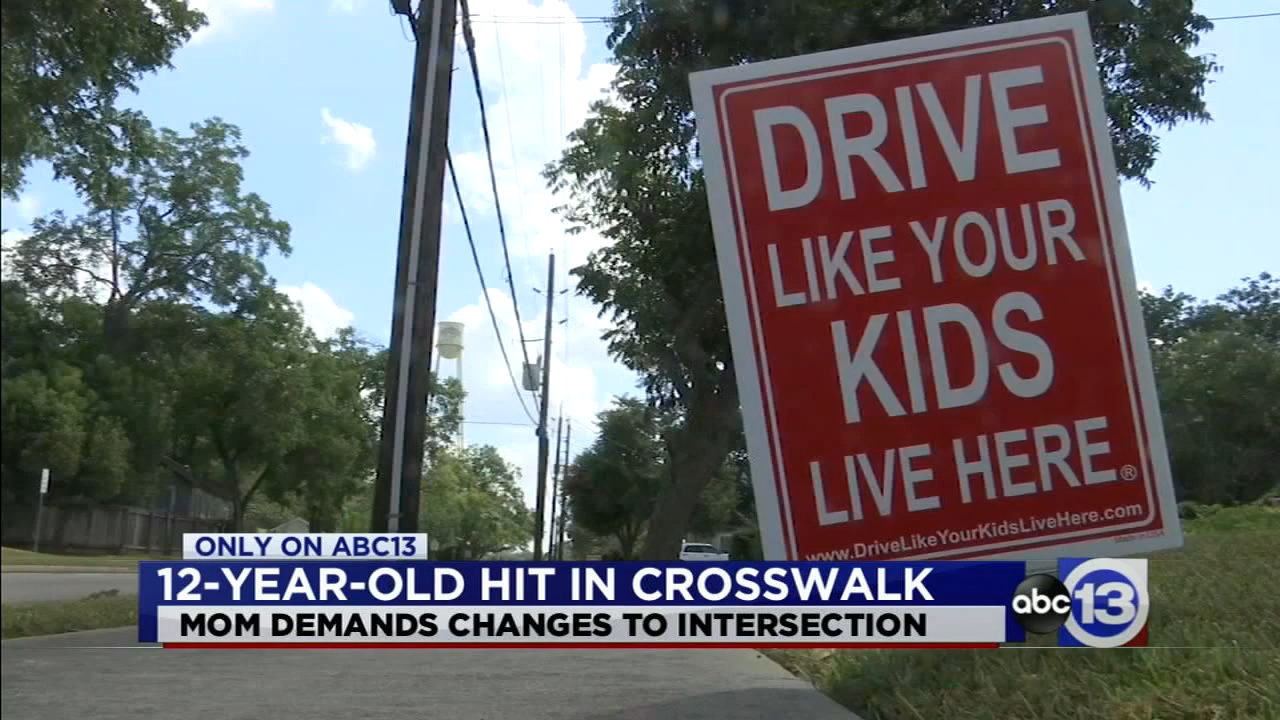 DRIVE
LIKE YOUR
KIDS
LIVE HERE®
www.DriveLikeYourKidsLiveHere.com
ONLY ON ABC13
12-YEAR-OLD HIT IN CROSSWALK
MOM DEMANDS CHANGES TO INTERSECTION
abc 13